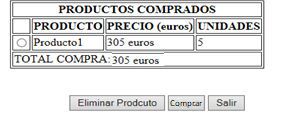 PRODUCTOS COMPRADOS
PRODUCTO PRECIO (euros) UNIDADES
Producto1 305 euros 5
TOTAL COMPRA: 305 euros
Eliminar Prodcuto Comprar Salir